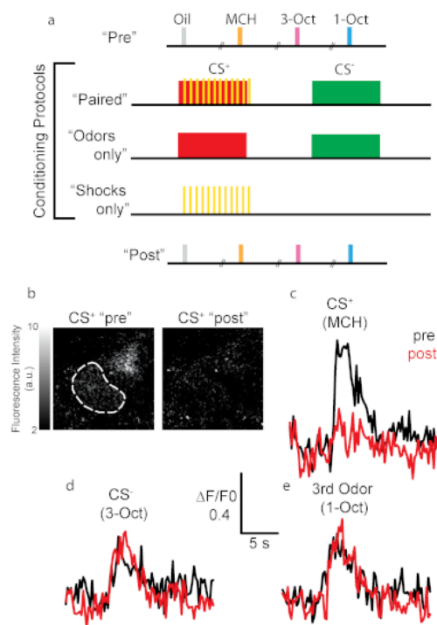 a
Oil MCH 3-Oct 1-Oct
"Pre"
Conditioning Protocols
CS+ CS-
"Paired"
"Odors
only"
"Shocks
only"
"Post"
b
CS+ "pre" CS+ "post"
Fluorescence Intensity
(a.u.)
10
2
c
CS+
(MCH)
pre
post
d
CS-
(3-Oct)
ΔF/F0
0.4
5 s
e
3rd Odor
(1-Oct)